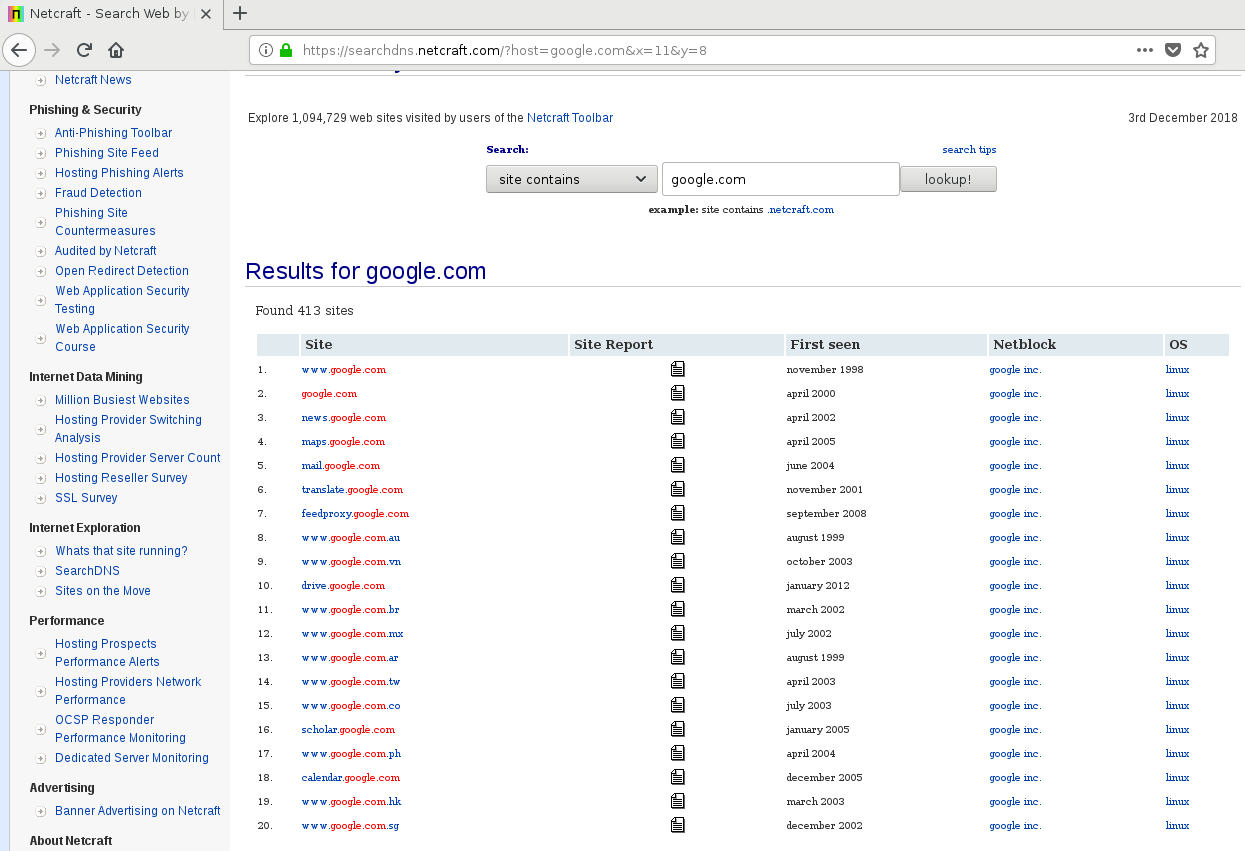 Netcraft - Search Web by
https://searchdns.netcraft.com/?host=google.com&x=11&y=8
Netcraft News
Phishing & Security
Anti-Phishing Toolbar
Phishing Site Feed
Hosting Phishing Alerts
Fraud Detection
Phishing Site
Countermeasures
Audited by Netcraft
Open Redirect Detection
Web Application Security
Testing
Web Application Security
Course
Internet Data Mining
Million Busiest Websites
Hosting Provider Switching
Analysis
Hosting Provider Server Count
Hosting Reseller Survey
SSL Survey
Internet Exploration
Whats that site running?
SearchDNS
Sites on the Move
Performance
Hosting Prospects
Performance Alerts
Hosting Providers Network
Performance
OCSP Responder
Performance Monitoring
Dedicated Server Monitoring
Advertising
Banner Advertising on Netcraft
About Netcraft
Explore 1,094,729 web sites visited by users of the Netcraft Toolbar 3rd December 2018
Search: search tips
site contains google.com lookup!
example: site contains .netcraft.com
Results for google.com
Found 413 sites
Site Site Report First seen Netblock OS
1. www.google.com november 1998 google inc. linux
2. google.com april 2000 google inc. linux
3. news.google.com april 2002 google inc. linux
4. maps.google.com april 2005 google inc. linux
5. mail.google.com june 2004 google inc. linux
6. translate.google.com november 2001 google inc. linux
7. feedproxy.google.com september 2008 google inc. linux
8. www.google.com.au august 1999 google inc. linux
9. www.google.com.vn october 2003 google inc. linux
10. drive.google.com january 2012 google inc. linux
11. www.google.com.br march 2002 google inc. linux
12. www.google.com.mx july 2002 google inc. linux
13. www.google.com.ar august 1999 google inc. linux
14. www.google.com.tw april 2003 google inc. linux
15. www.google.com.co july 2003 google inc. linux
16. scholar.google.com january 2005 google inc. linux
17. www.google.com.ph april 2004 google inc. linux
18. calendar.google.com december 2005 google inc. linux
19. www.google.com.hk march 2003 google inc. linux
20. www.google.com.sg december 2002 google inc. linux